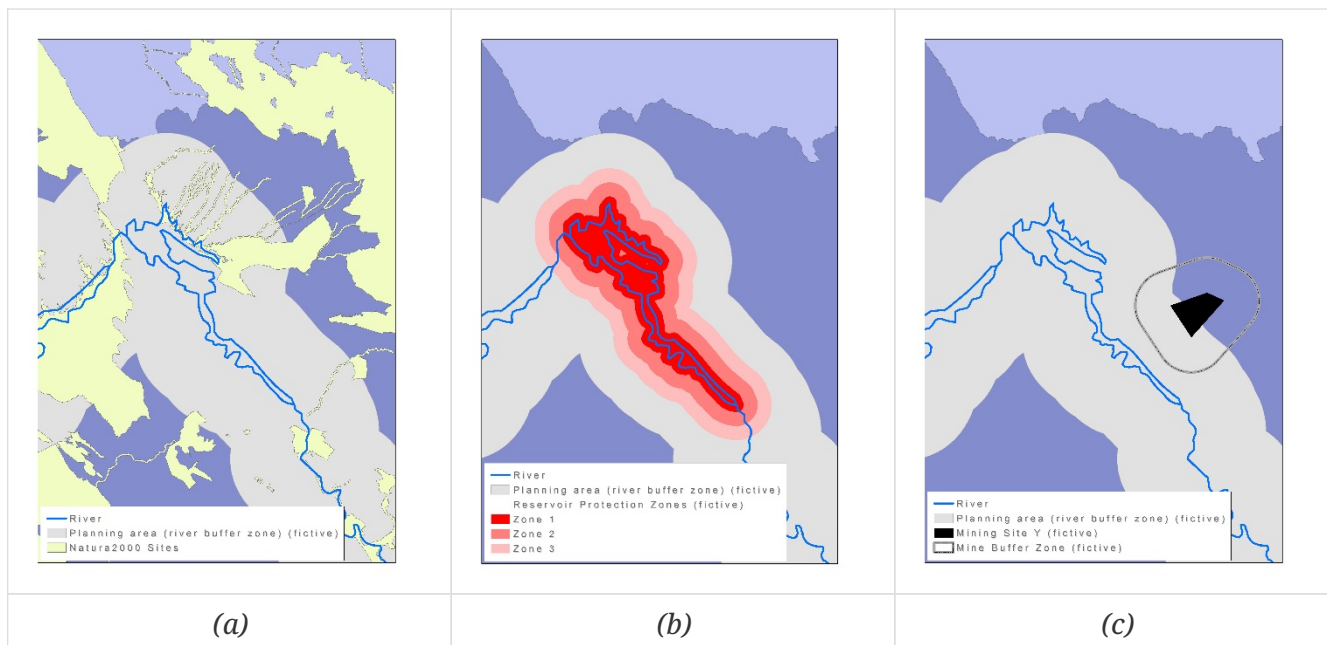 River
Planning area (river buffer zone) (fictive)
Natura2000 Sites
River
Planning area (river buffer zone) (fictive)
Reservoir Protection Zones (fictive)
Zone 1
Zone 2
Zone 3
River
Planning area (river buffer zone) (fictive)
Mining Site Y (fictive)
Mine Buffer Zone (fictive)
(a)
(b)
(c)